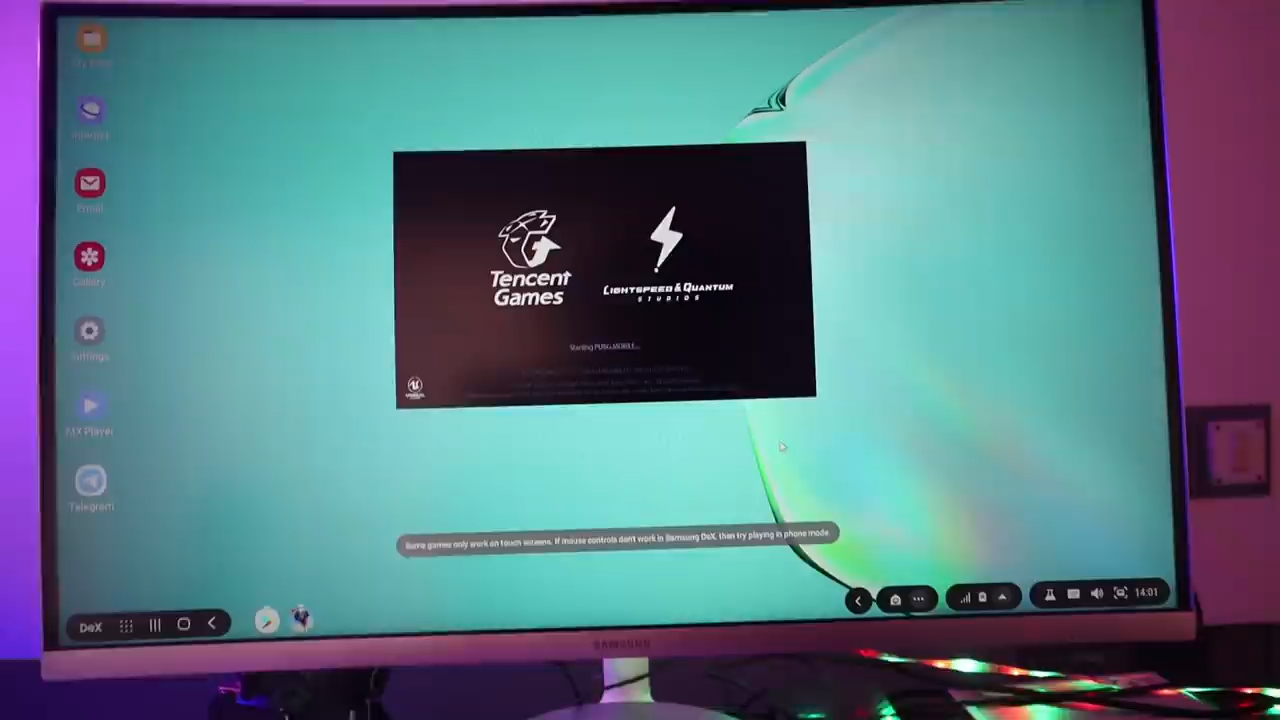 Email
Gallery
Settings
MX Player
Telegram
Tencent
Games
LIGHTSPEED & QUANTUM
STUDIOS
Starting PUBG MOBILE...
Some games only work on touch screens. If mouse controls don't work in Samsung DeX, then try playing in phone mode.
DeX
14:01
SAMSUNG